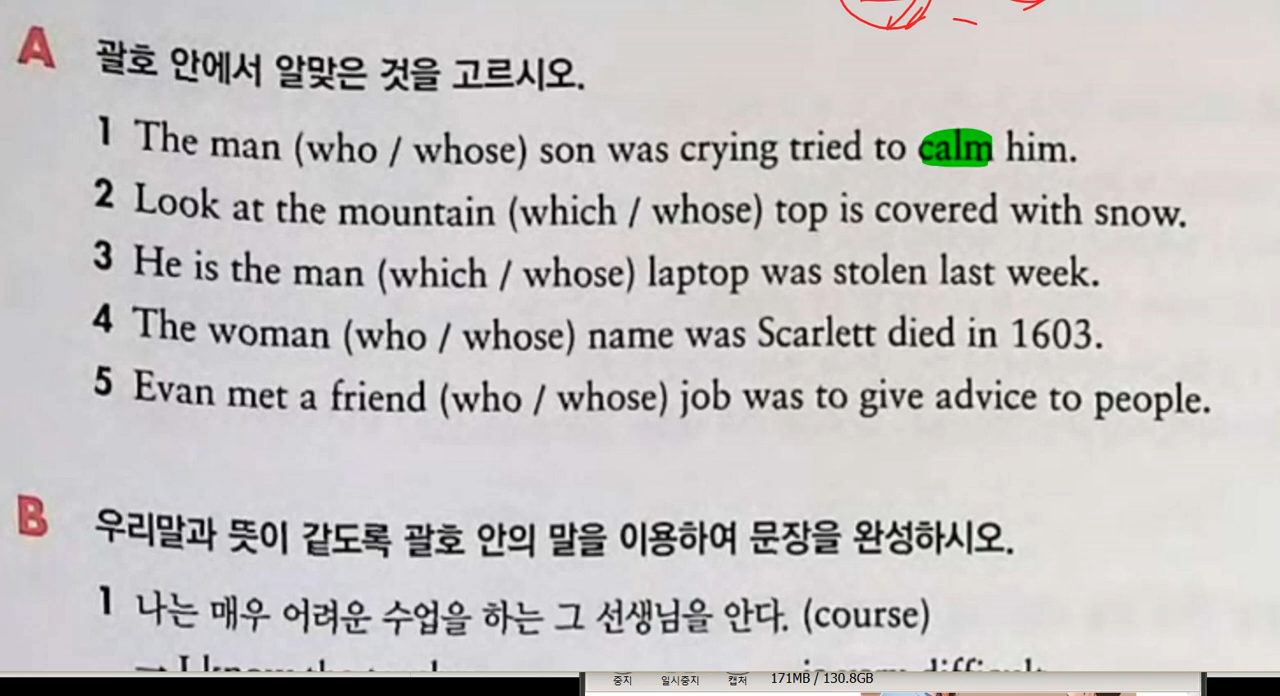 A 괄호 안에서 알맞은 것을 고르시오.
1 The man (who / whose) son was crying tried to calm him.
2 Look at the mountain (which / whose) top is covered with snow.
3 He is the man (which / whose) laptop was stolen last week.
4 The woman (who / whose) name was Scarlett died in 1603.
5 Evan met a friend (who / whose) job was to give advice to people.
B 우리말과 뜻이 같도록 괄호 안의 말을 이용하여 문장을 완성하시오.
1 나는 매우 어려운 수업을 하는 그 선생님을 안다. (course)
중지 일시중지 캡처 171MB / 130.8GB